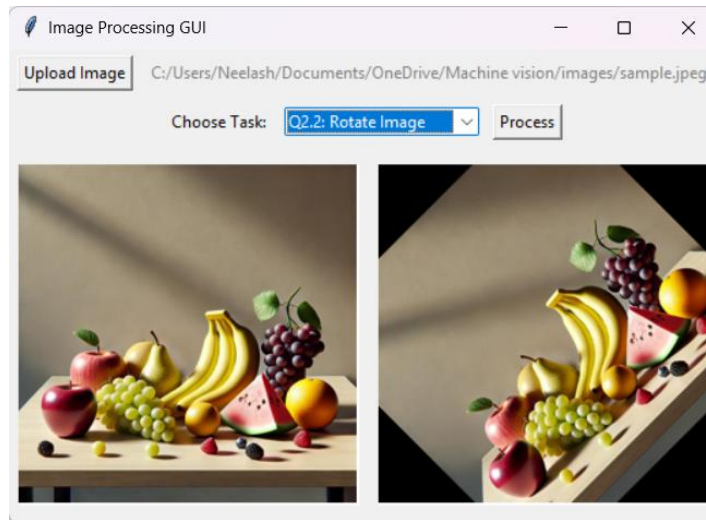 Image Processing GUI
Upload Image C:/Users/Neelash/Documents/OneDrive/Machine vision/images/sample.jpeg
Choose Task: Q2.2: Rotate Image Process